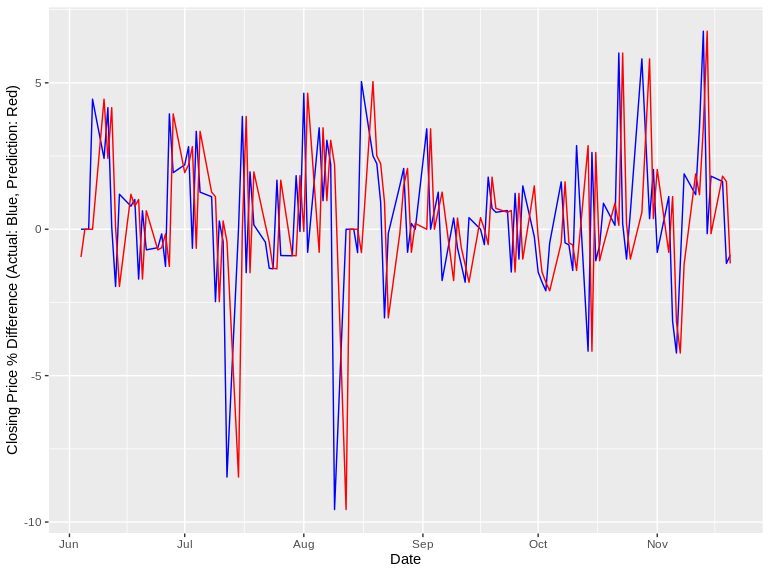 Closing Price % Difference (Actual: Blue, Prediction: Red)
5
0
-5
-10
Jun Jul Aug Sep Oct Nov
Date